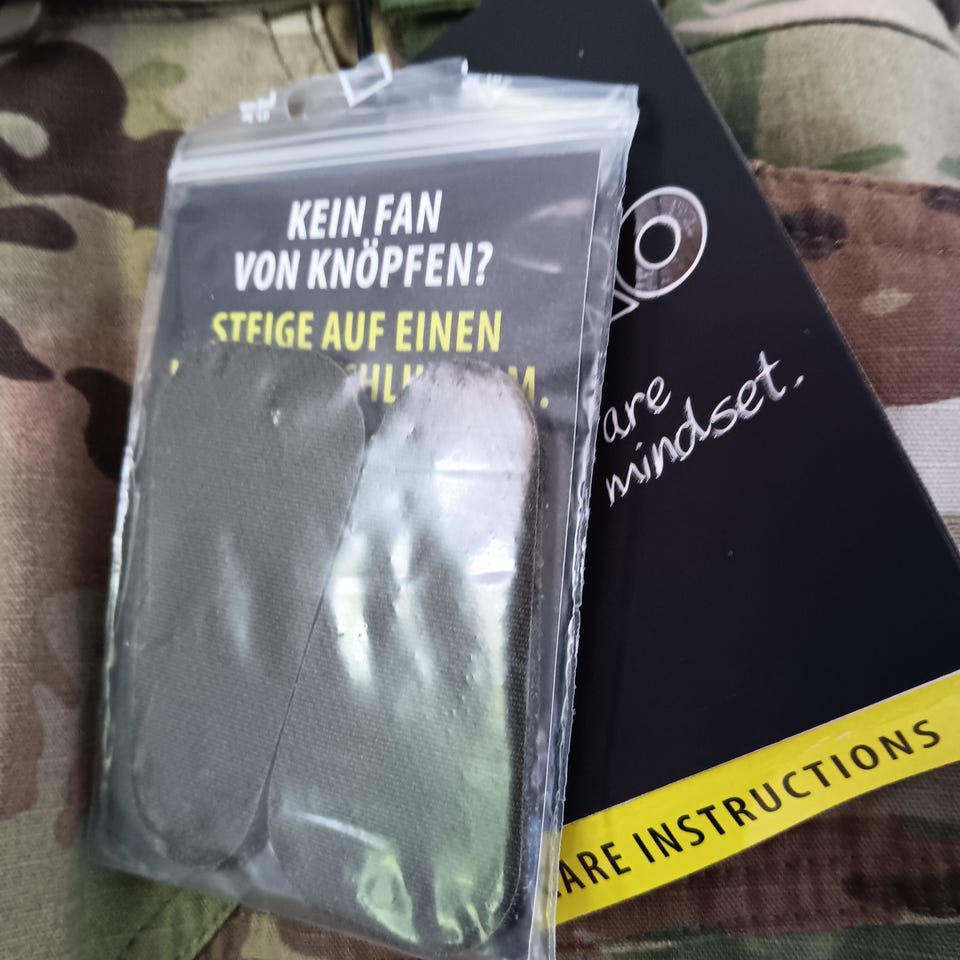 KEIN FAN
VON KNÖPFEN?
STEIGE AUF EINEN
are
mindset.
CARE INSTRUCTIONS